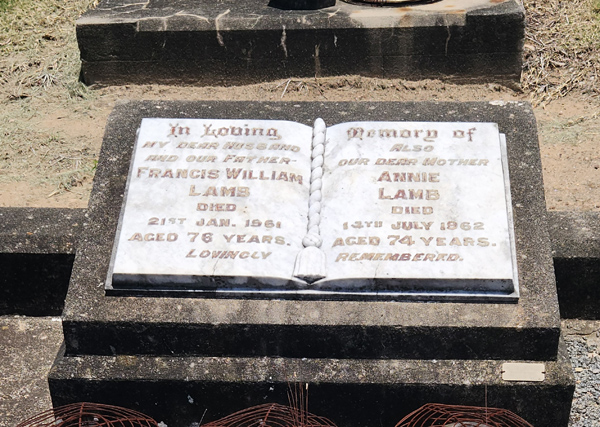 In Loving
MY DEAR HUSBAND
AND OUR FATHER
FRANCIS WILLIAM
LAMB
DIED
21ST JAN. 1961
AGED 76 YEARS.
LOVINGLY
Memory of
ALSO
OUR DEAR MOTHER
ANNIE
LAMB
DIED
14TH JULY 1962
AGED 74 YEARS.
REMEMBERED.